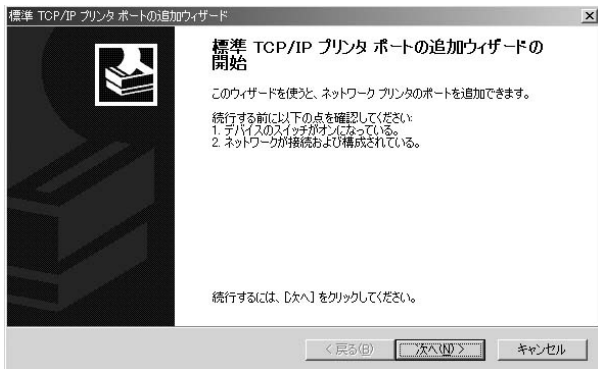 標準 TCP/IP プリンタ ポートの追加ウィザード
標準 TCP/IP プリンタ ポートの追加ウィザードの
開始
このウィザードを使うと、ネットワーク プリンタのポートを追加できます。
続行する前に以下の点を確認してください:
1. デバイスのスイッチがオンになっている。
2. ネットワークが接続および構成されている。
続行するには、[次へ] をクリックしてください。
< 戻る(B)
次へ(N) >
キャンセル